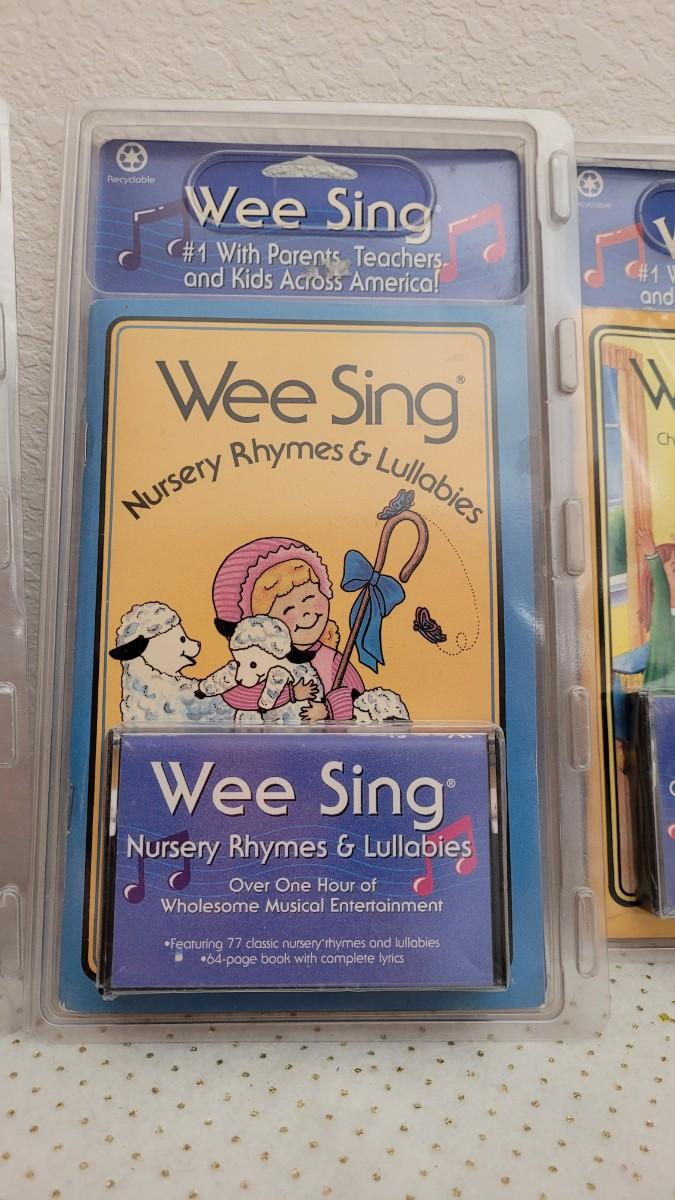 Recyclable
Wee Sing®
#1 With Parents, Teachers
and Kids Across America!
Wee Sing®
Nursery Rhymes & Lullabies
Wee Sing®
Nursery Rhymes & Lullabies
Over One Hour of
Wholesome Musical Entertainment
•Featuring 77 classic nursery rhymes and lullabies
•64-page book with complete lyrics
#1 W
and
W
Ch